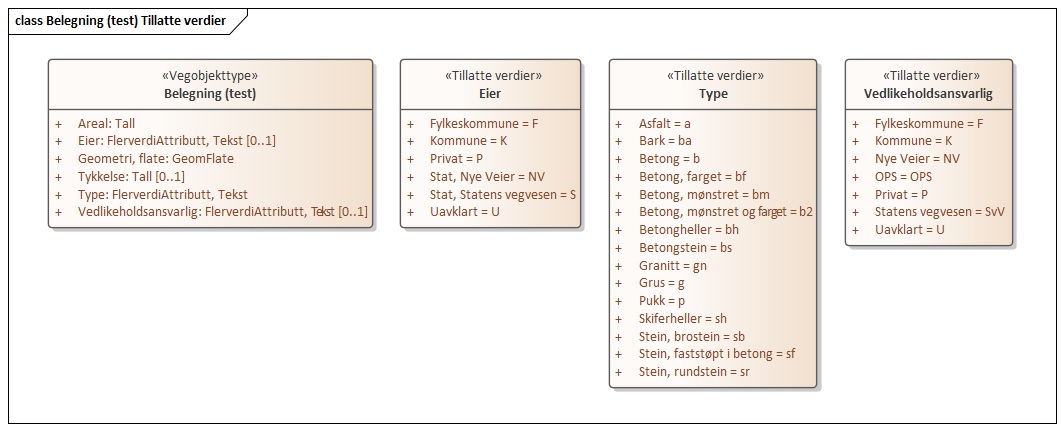 class Belegning (test) Tillatte verdier
«Vegobjekttype»
Belegning (test)
+ Areal: Tall
+ Eier: FlerverdiAttributt, Tekst [0..1]
+ Geometri, flate: GeomFlate
+ Tykkelse: Tall [0..1]
+ Type: FlerverdiAttributt, Tekst
+ Vedlikeholdsansvarlig: FlerverdiAttributt, Tekst [0..1]
«Tillatte verdier»
Eier
+ Fylkeskommune = F
+ Kommune = K
+ Privat = P
+ Stat, Nye Veier = NV
+ Stat, Statens vegvesen = S
+ Uavklart = U
«Tillatte verdier»
Type
+ Asfalt = a
+ Bark = ba
+ Betong = b
+ Betong, farget = bf
+ Betong, mønstret = bm
+ Betong, mønstret og farget = b2
+ Betongheller = bh
+ Betongstein = bs
+ Granitt = gn
+ Grus = g
+ Pukk = p
+ Skiferheller = sh
+ Stein, brostein = sb
+ Stein, faststøpt i betong = sf
+ Stein, rundstein = sr
«Tillatte verdier»
Vedlikeholdsansvarlig
+ Fylkeskommune = F
+ Kommune = K
+ Nye Veier = NV
+ OPS = OPS
+ Privat = P
+ Statens vegvesen = SvV
+ Uavklart = U